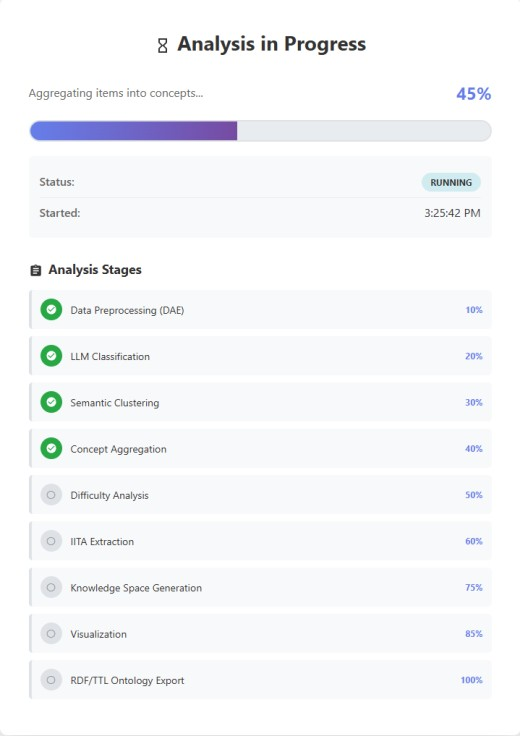 Analysis in Progress
Aggregating items into concepts... 45%
Status: RUNNING
Started: 3:25:42 PM
Analysis Stages
Data Preprocessing (DAE) 10%
LLM Classification 20%
Semantic Clustering 30%
Concept Aggregation 40%
Difficulty Analysis 50%
IITA Extraction 60%
Knowledge Space Generation 75%
Visualization 85%
RDF/TTL Ontology Export 100%